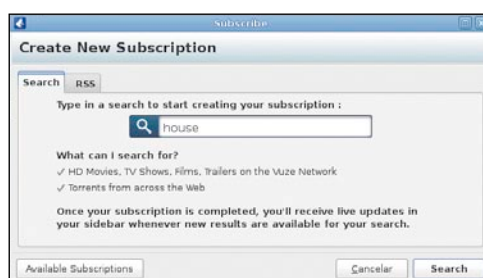 Subscribe
Create New Subscription
Search RSS
Type in a search to start creating your subscription :
house
What can I search for?
✓ HD Movies, TV Shows, Films, Trailers on the Vuze Network
✓ Torrents from across the Web
Once your subscription is completed, you'll receive live updates in
your sidebar whenever new results are available for your search.
Available Subscriptions Cancelar Search